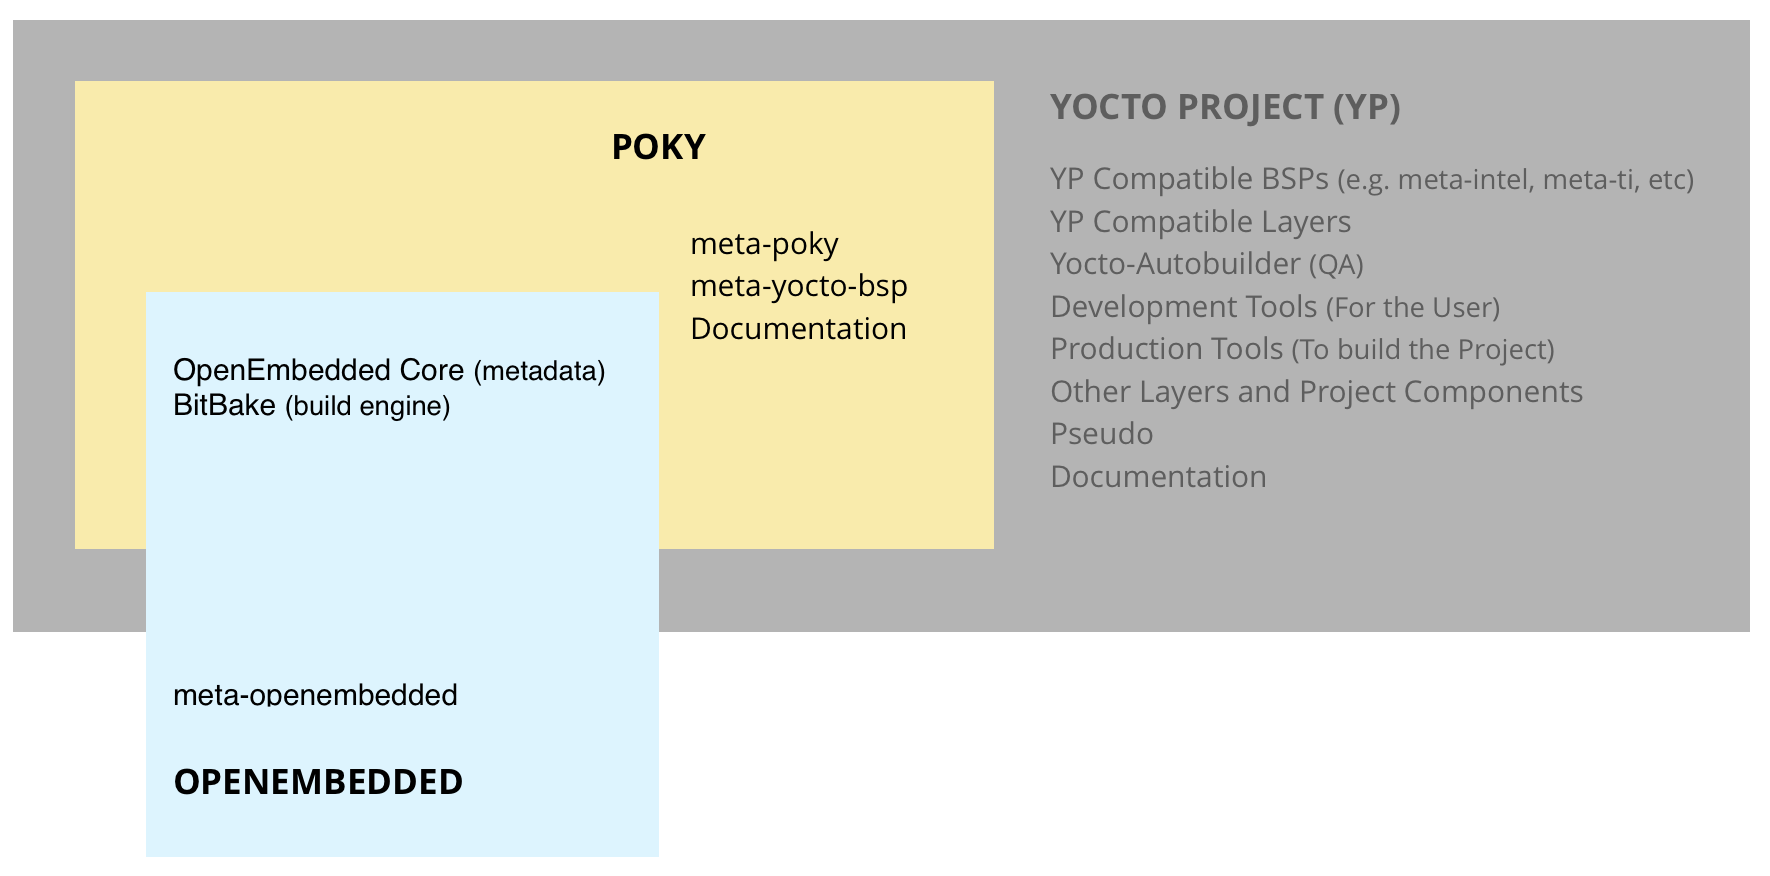 POKY
meta-poky
meta-yocto-bsp
Documentation
OpenEmbedded Core (metadata)
BitBake (build engine)
meta-openembedded
OPENEMBEDDED
YOCTO PROJECT (YP)
YP Compatible BSPs (e.g. meta-intel, meta-ti, etc)
YP Compatible Layers
Yocto-Autobuilder (QA)
Development Tools (For the User)
Production Tools (To build the Project)
Other Layers and Project Components
Pseudo
Documentation